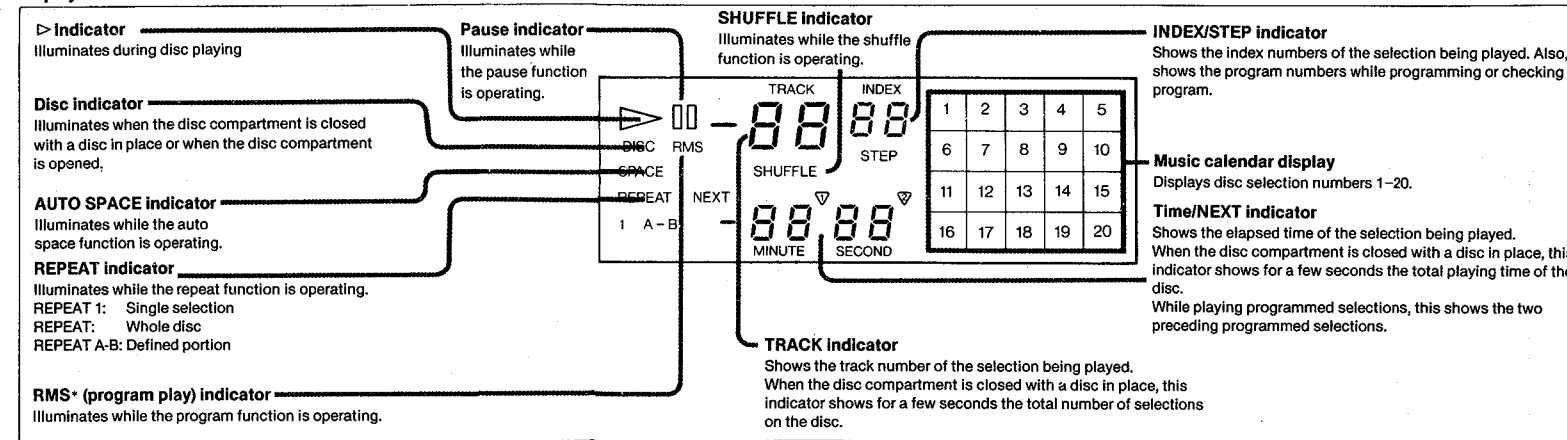 ▷ Indicator
Illuminates during disc playing
Disc indicator
Illuminates when the disc compartment is closed
with a disc in place or when the disc compartment
is opened.
AUTO SPACE indicator
Illuminates while the auto
space function is operating.
REPEAT indicator
Illuminates while the repeat function is operating.
REPEAT 1: Single selection
REPEAT: Whole disc
REPEAT A-B: Defined portion
RMS* (program play) indicator
Illuminates while the program function is operating.
Pause indicator
Illuminates while
the pause function
is operating.
SHUFFLE indicator
Illuminates while the shuffle
function is operating.
TRACK INDEX
88 88
DISC RMS
STEP
SPACE SHUFFLE
REPEAT NEXT
1 A–B
88 1 88 2
MINUTE SECOND
1 2 3 4 5
6 7 8 9 10
11 12 13 14 15
16 17 18 19 20
INDEX/STEP indicator
Shows the index numbers of the selection being played. Also,
shows the program numbers while programming or checking
program.
Music calendar display
Displays disc selection numbers 1–20.
Time/NEXT indicator
Shows the elapsed time of the selection being played.
When the disc compartment is closed with a disc in place, this
indicator shows for a few seconds the total playing time of the
disc.
While playing programmed selections, this shows the two
preceding programmed selections.
TRACK indicator
Shows the track number of the selection being played.
When the disc compartment is closed with a disc in place, this
indicator shows for a few seconds the total number of selections
on the disc.